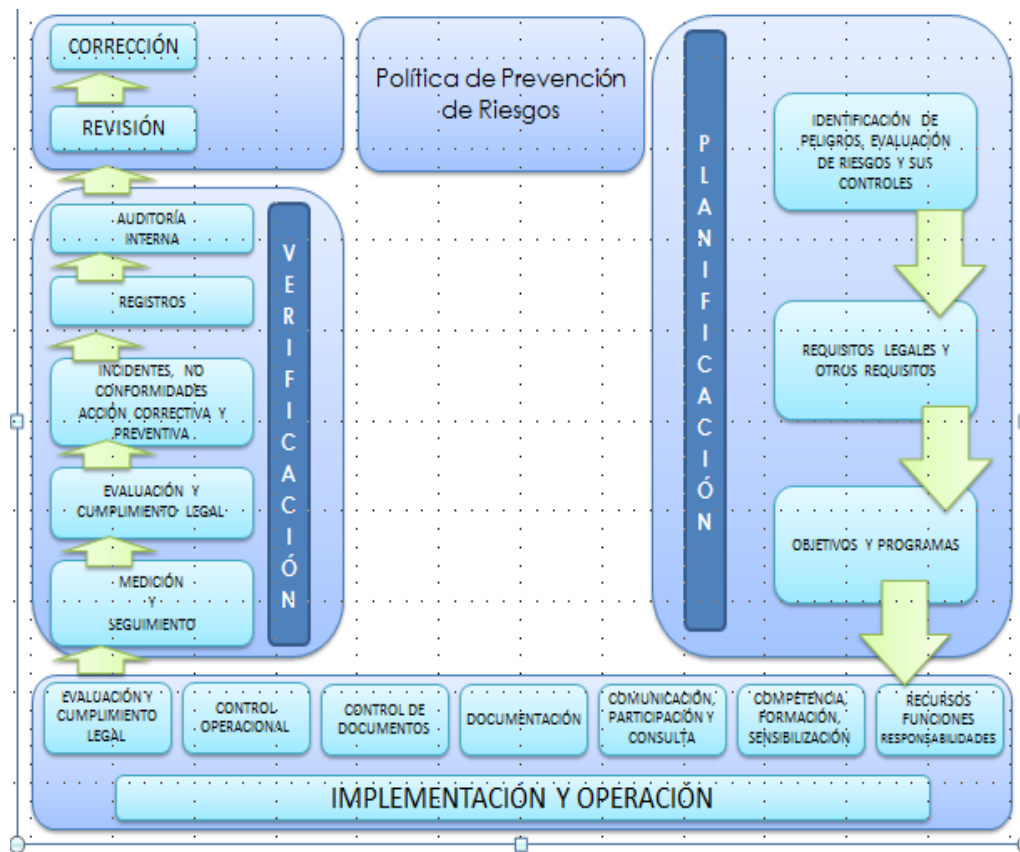 CORRECCIÓN
REVISIÓN
Política de Prevención
de Riesgos
AUDITORÍA
INTERNA
REGISTROS
INCIDENTES, NO
CONFORMIDADES
ACCIÓN CORRECTIVA Y
PREVENTIVA
EVALUACIÓN Y
CUMPLIMIENTO LEGAL
MEDICIÓN
Y
SEGUIMIENTO
VERIFICACIÓN
PLANIFICACIÓN
IDENTIFICACIÓN DE
PELIGROS, EVALUACIÓN
DE RIESGOS Y SUS
CONTROLES
REQUISITOS LEGALES Y
OTROS REQUISITOS
OBJETIVOS Y PROGRAMAS
EVALUACIÓN Y
CUMPLIMIENTO
LEGAL
CONTROL
OPERACIONAL
CONTROL DE
DOCUMENTOS
DOCUMENTACIÓN
COMUNICACIÓN,
PARTICIPACIÓN Y
CONSULTA
COMPETENCIA,
FORMACIÓN,
SENSIBILIZACIÓN
RECURSOS
FUNCIONES
RESPONSABILIDADES
IMPLEMENTACIÓN Y OPERACIÓN